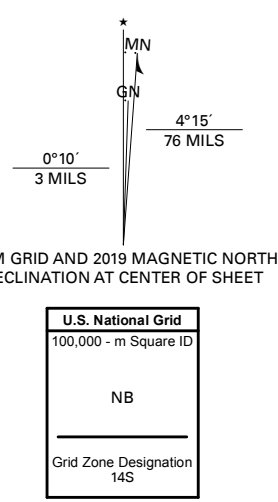 ★
MN
GN
4°15´
76 MILS
0°10´
3 MILS
M GRID AND 2019 MAGNETIC NORTH
ECLINATION AT CENTER OF SHEET
U.S. National Grid
100,000 - m Square ID
NB
Grid Zone Designation
14S